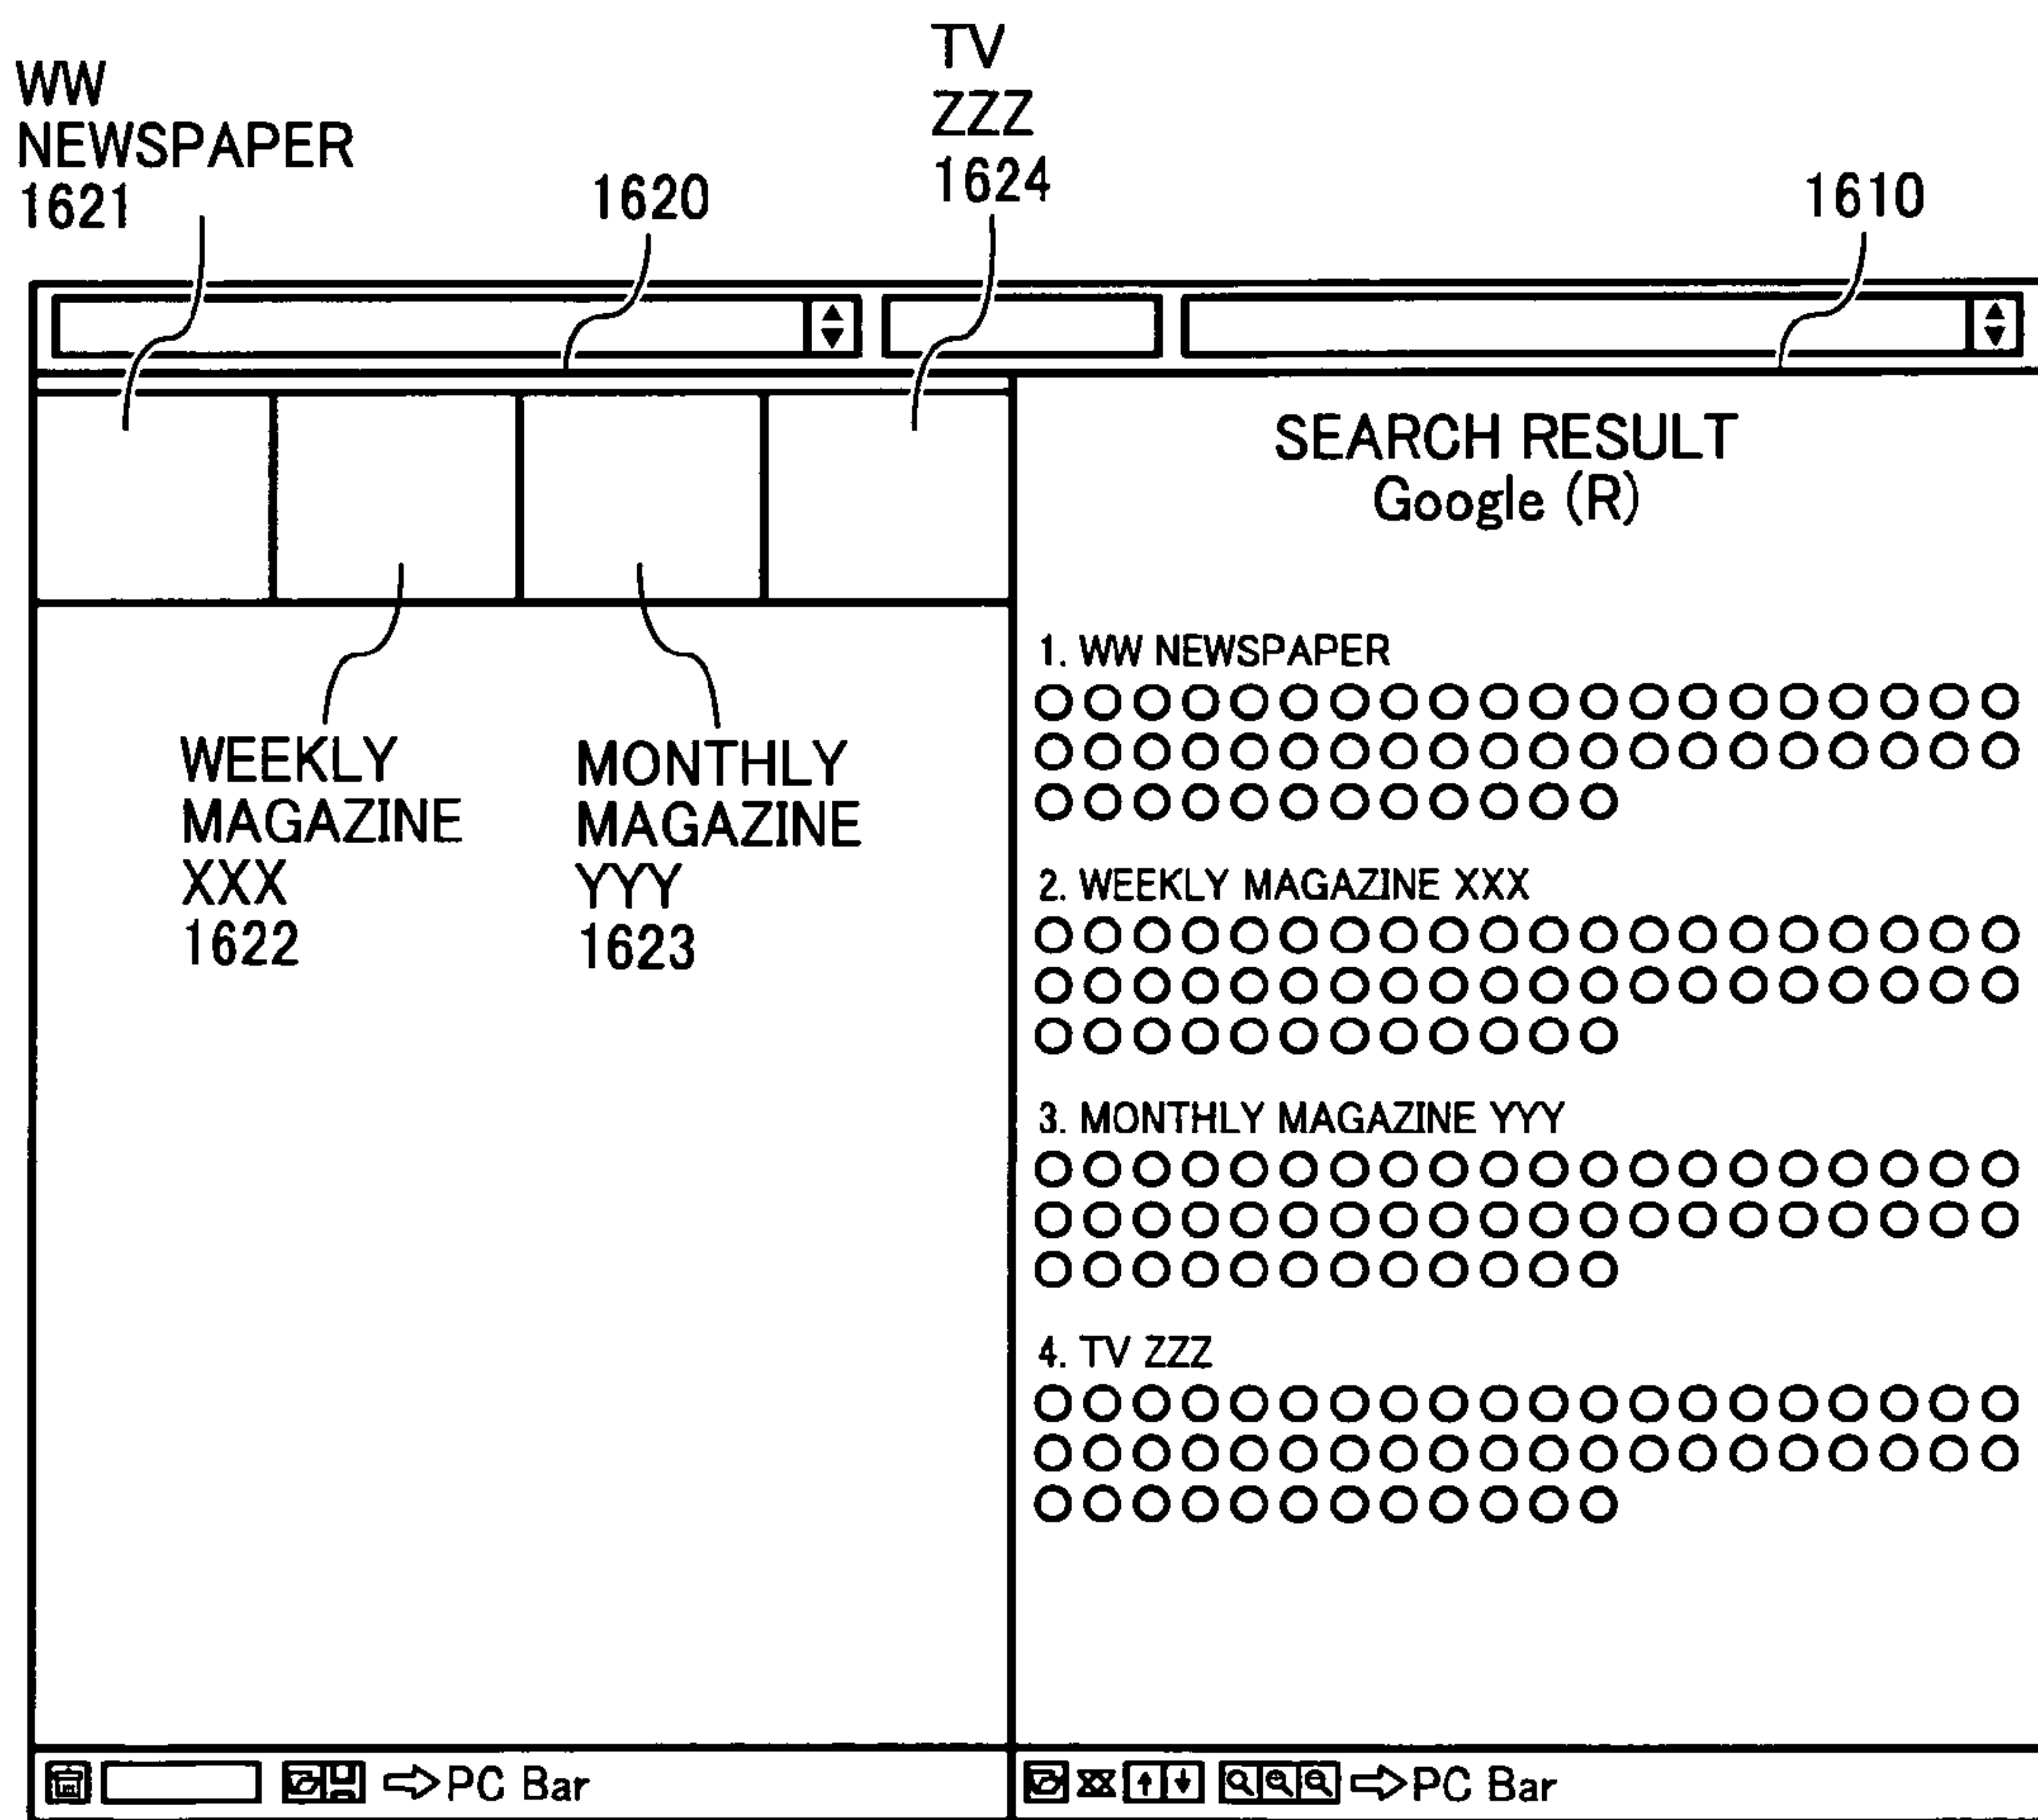 WW
NEWSPAPER
1621
1620
TV
ZZZ
1624
1610
SEARCH RESULT
Google (R)
WEEKLY
MAGAZINE
XXX
1622
MONTHLY
MAGAZINE
YYY
1623
1. WW NEWSPAPER
○○○○○○○○○○○○○○○○○○○○
○○○○○○○○○○○○○○○○○○○○
○○○○○○○○○○○○
2. WEEKLY MAGAZINE XXX
○○○○○○○○○○○○○○○○○○○○
○○○○○○○○○○○○○○○○○○○○
○○○○○○○○○○○○
3. MONTHLY MAGAZINE YYY
○○○○○○○○○○○○○○○○○○○○
○○○○○○○○○○○○○○○○○○○○
○○○○○○○○○○○○
4. TV ZZZ
○○○○○○○○○○○○○○○○○○○○
○○○○○○○○○○○○○○○○○○○○
○○○○○○○○○○○○
⇨PC Bar
⇨PC Bar